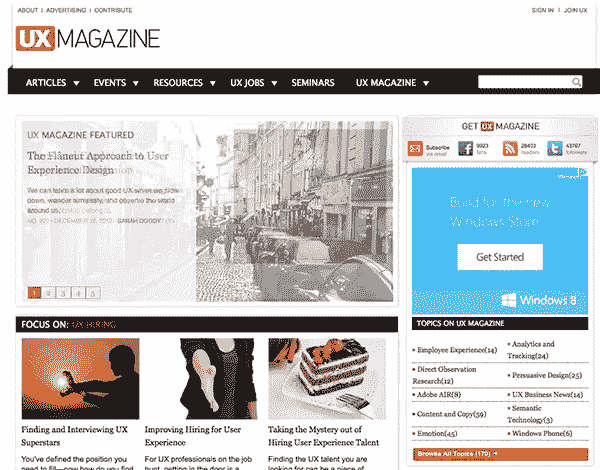 ABOUT | ADVERTISING | CONTRIBUTE
SIGN IN | JOIN UX
UX MAGAZINE
ARTICLES EVENTS RESOURCES UX JOBS SEMINARS UX MAGAZINE
UX MAGAZINE FEATURED
The Flâneur Approach to User
Experience Design
We can learn a lot about good UX when we slow
down, wander aimlessly, and observe the
world around us
DECEMBER SARAH DOODY
1 2 3 4 5
GET UX MAGAZINE
Subscribe
via email
9923
fans
28403
readers
43767
followers
Build for the new
Windows Store
Get Started
Windows 8
FOCUS ON: UX HIRING
Finding and Interviewing UX
Superstars
You've defined the position you
need to fill—now how do you find
Improving Hiring for User
Experience
For UX professionals on the job
hunt, getting in the door is a
Taking the Mystery out of
Hiring User Experience Talent
Finding the UX talent you
are looking for can be a piece of
TOPICS ON UX MAGAZINE
Employee Experience(14)
Analytics and
Tracking(24)
Direct Observation
Research(12)
Persuasive Design(25)
Adobe AIR(8)
UX Business News(14)
Content and Copy(59)
Semantic
Technology(3)
Emotion(45)
Windows Phone(6)
Browse All Topics (170)